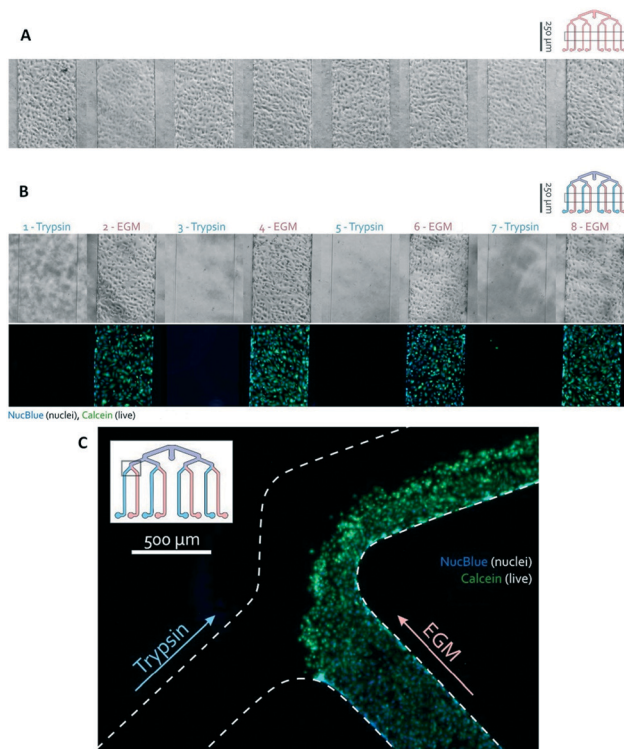 A
250 µm
B
250 µm
1 - Trypsin 2 - EGM 3 - Trypsin 4 - EGM 5 - Trypsin 6 - EGM 7 - Trypsin 8 - EGM
NucBlue (nuclei), Calcein (live)
C
500 µm
NucBlue (nuclei)
Calcein (live)
Trypsin
EGM